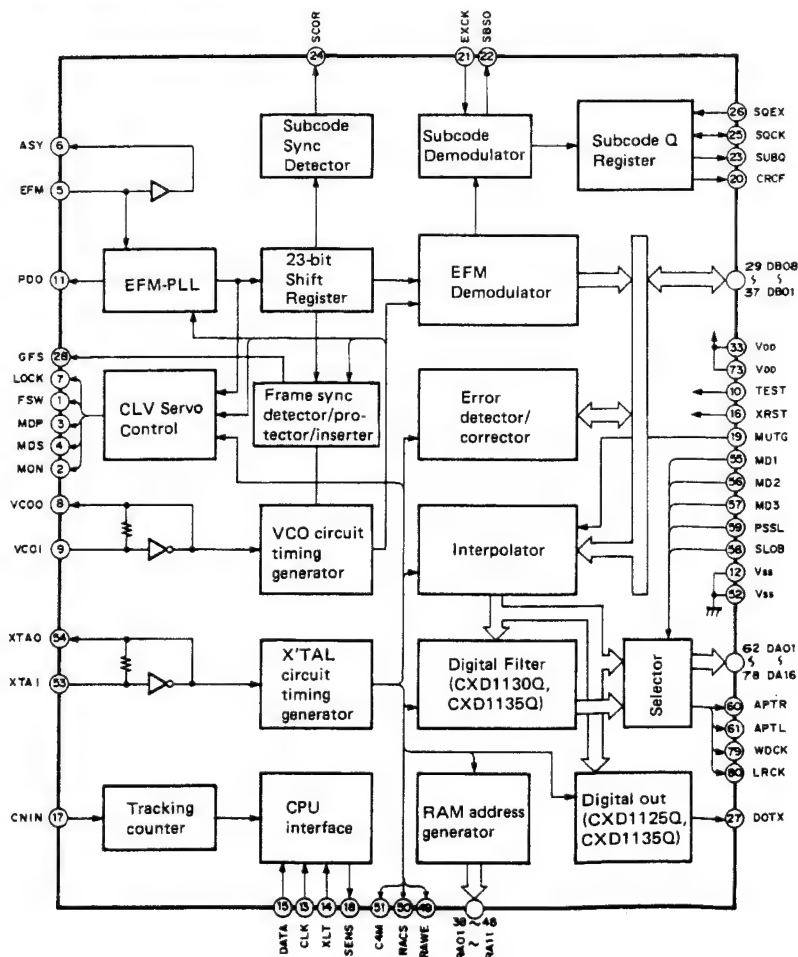 SCOR
EXCK
SBSO
24
21
22
Subcode
Sync
Detector
Subcode
Demodulator
Subcode Q
Register
26
SQEX
25
SQCK
23
SUBQ
20
CRCF
ASY
6
EFM
5
PDO
11
EFM-PLL
23-bit
Shift
Register
EFM
Demodulator
29 DB08
37 DB01
GFS
28
LOCK
7
FSW
1
MDP
3
MDS
4
MON
2
CLV Servo
Control
Frame sync
detector/pro-
tector/inserter
Error
detector/
corrector
33
VDD
73
VDD
10
TEST
16
XRST
19
MUTG
55
MD1
56
MD2
57
MD3
59
PSSL
58
SLOB
12
Vss
52
Vss
VCOO
8
VCOI
9
VCO circuit
timing
generator
Interpolator
XTAO
54
XTAI
53
X'TAL
circuit
timing
generator
Digital Filter
(CXD1130Q,
CXD1135Q)
Selector
62 DA01
78 DA16
60
APTR
61
APTL
79
WDCK
80
LRCK
CNIN
17
Tracking
counter
CPU
interface
RAM address
generator
Digital out
(CXD1125Q,
CXD1135Q)
27
DOTX
15
13
14
18
51
50
49
DATA
CLK
XLT
SENS
C4M
RACS
RAWE
38 ~ 48
RA01 ~ RA11